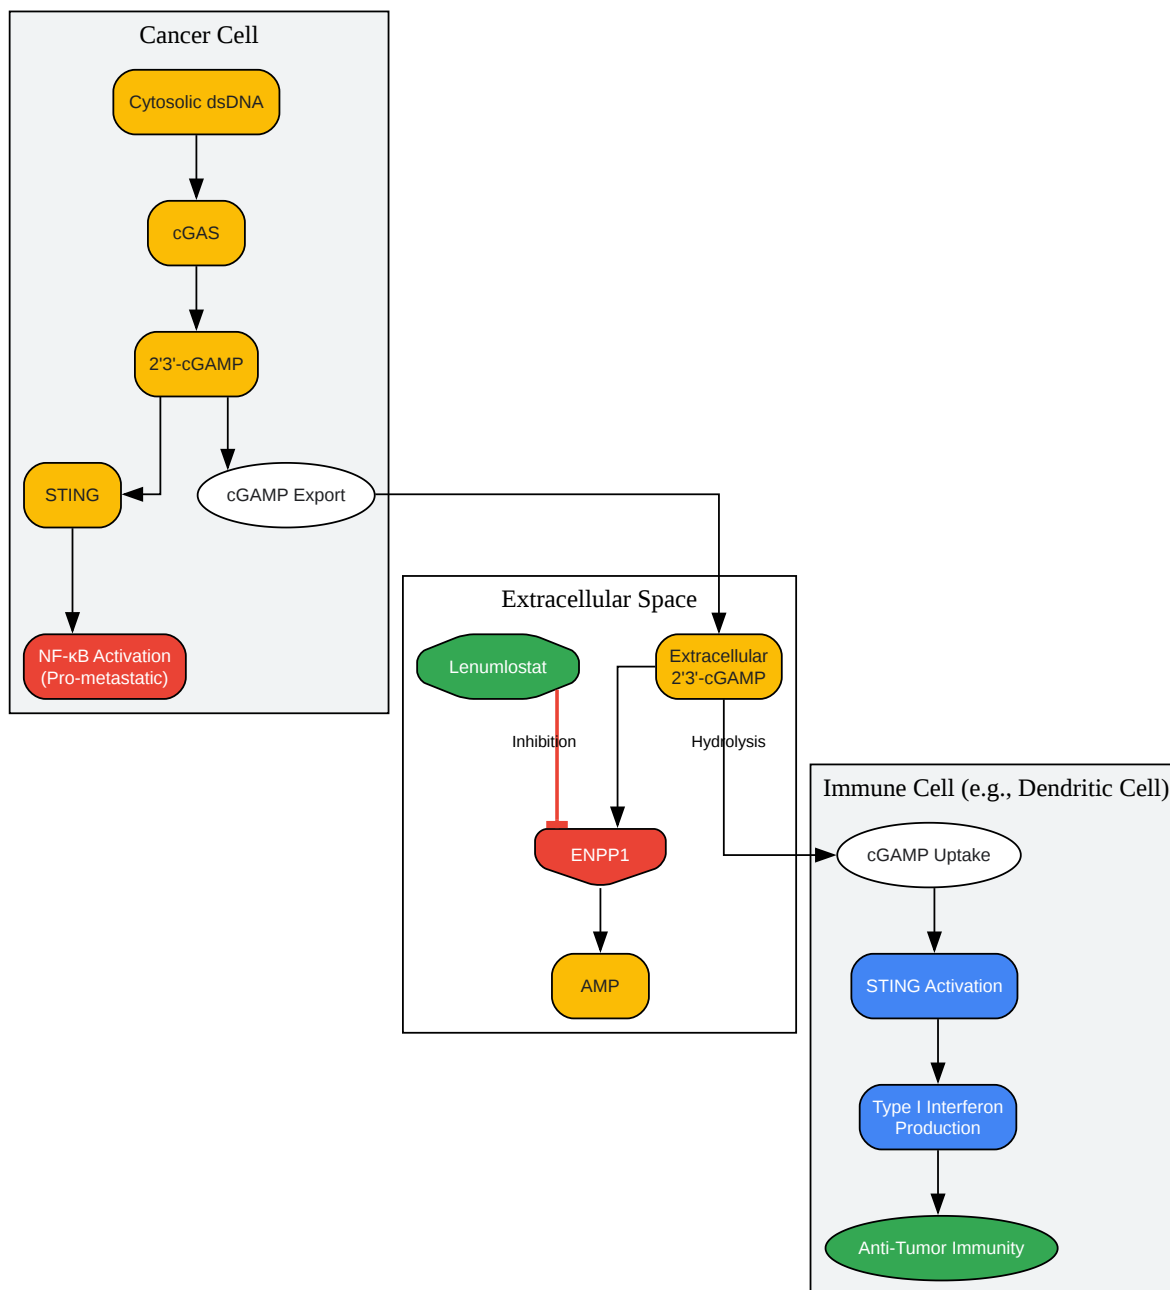 Cancer Cell
Cytosolic dsDNA
cGAS
2'3'-cGAMP
STING
cGAMP Export
NF-κB Activation
(Pro-metastatic)
Extracellular Space
Lenumlostat
Extracellular
2'3'-cGAMP
Inhibition
Hydrolysis
ENPP1
AMP
Immune Cell (e.g., Dendritic Cell)
cGAMP Uptake
STING Activation
Type I Interferon
Production
Anti-Tumor Immunity